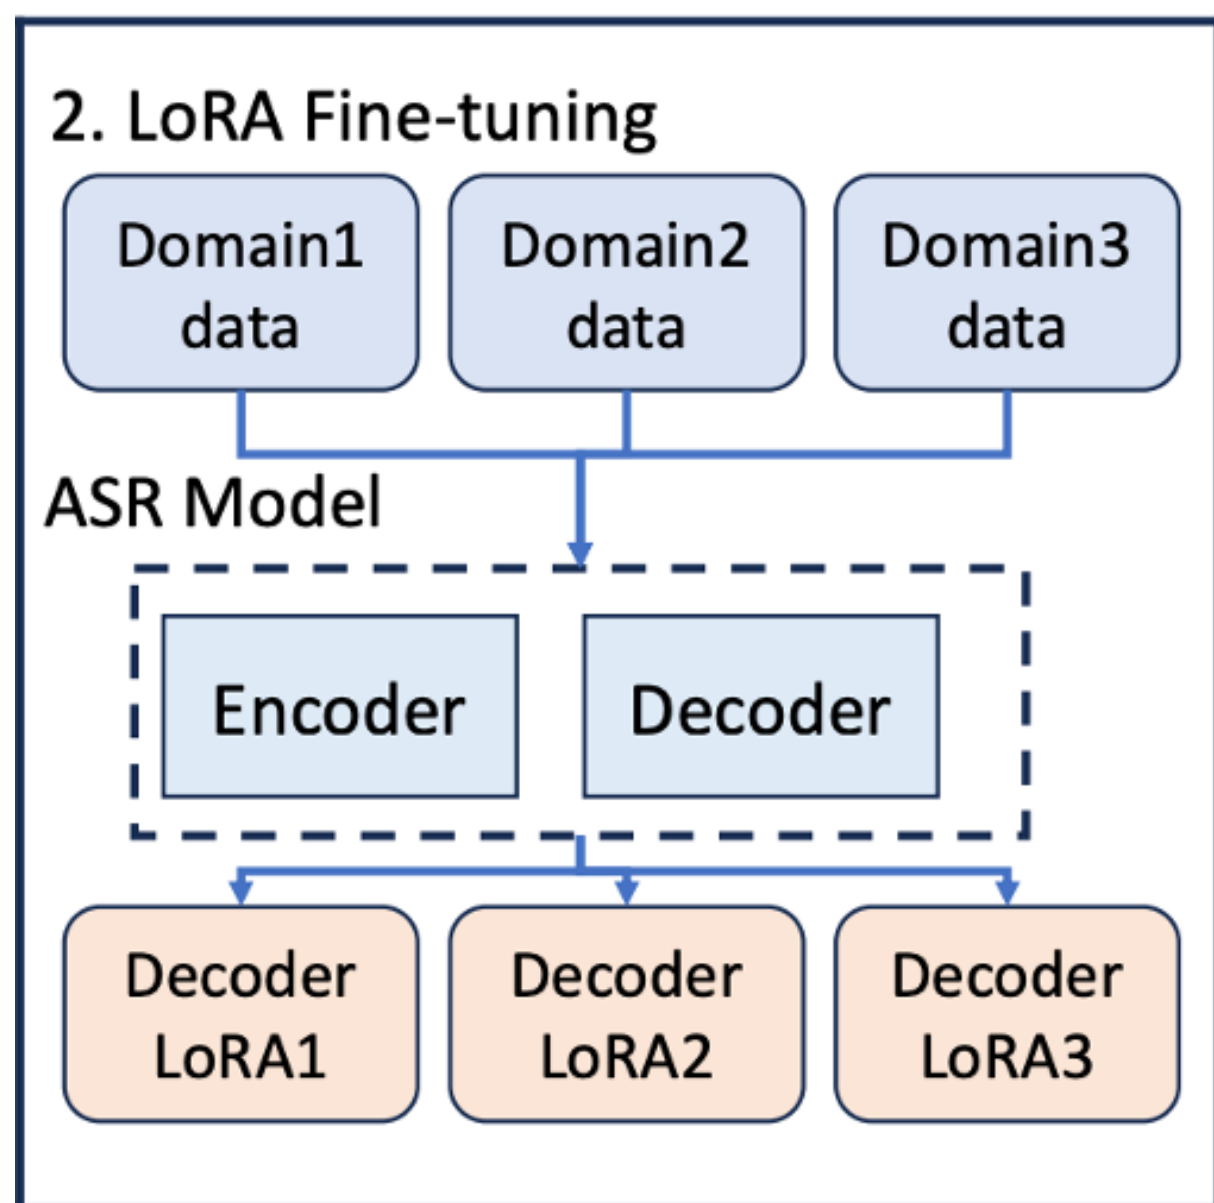 2. LoRA Fine-tuning
Domain1
data
Domain2
data
Domain3
data
ASR Model
Encoder
Decoder
Decoder
LoRA1
Decoder
LoRA2
Decoder
LoRA3